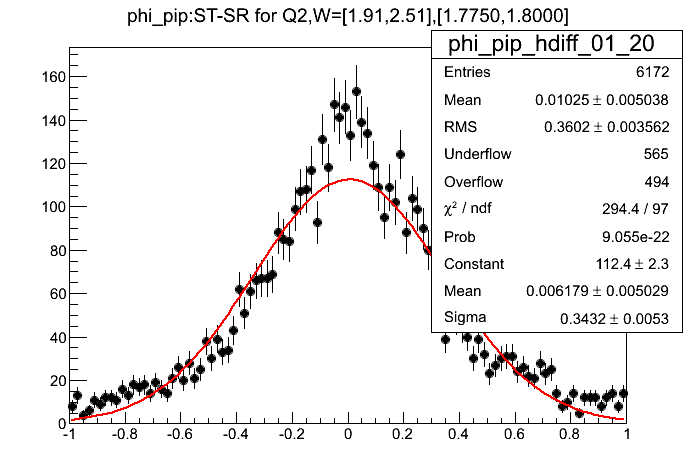 phi_pip:ST-SR for Q2,W=[1.91,2.51],[1.7750,1.8000]
phi_pip_hdiff_01_20
Entries 6172
Mean 0.01025 ± 0.005038
RMS 0.3602 ± 0.003562
Underflow 565
Overflow 494
χ² / ndf 294.4 / 97
Prob 9.055e-22
Constant 112.4 ± 2.3
Mean 0.006179 ± 0.005029
Sigma 0.3432 ± 0.0053
160
140
120
100
80
60
40
20
0
-1 -0.8 -0.6 -0.4 -0.2 0 0.2 0.4 0.6 0.8 1